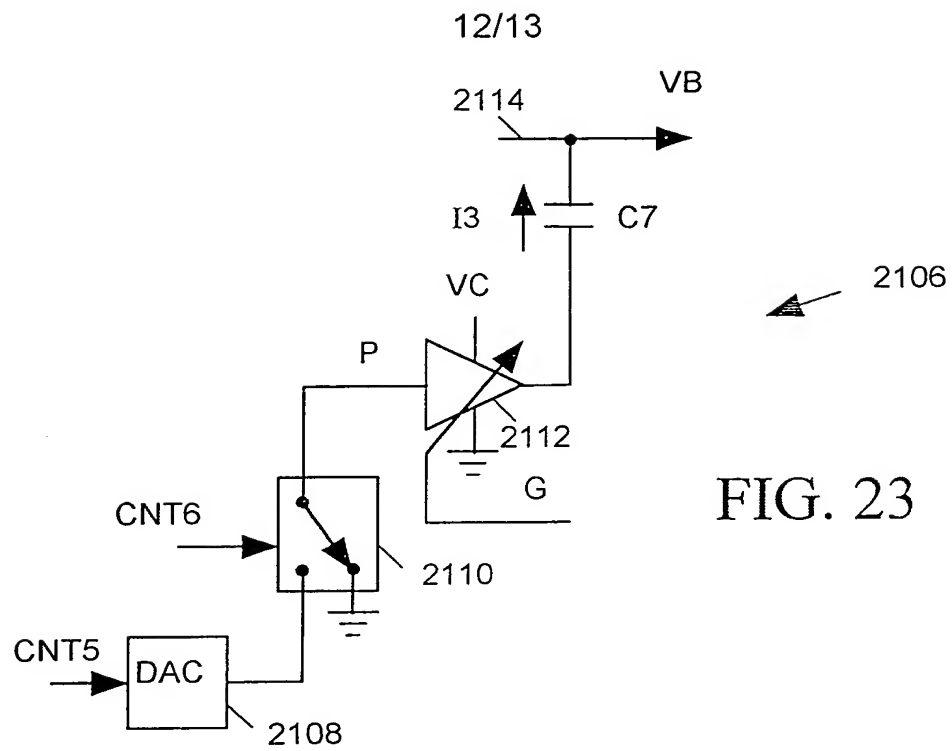 12/13
2114
VB
I3
C7
2106
VC
P
2112
G
FIG. 23
CNT6
2110
CNT5
DAC
2108